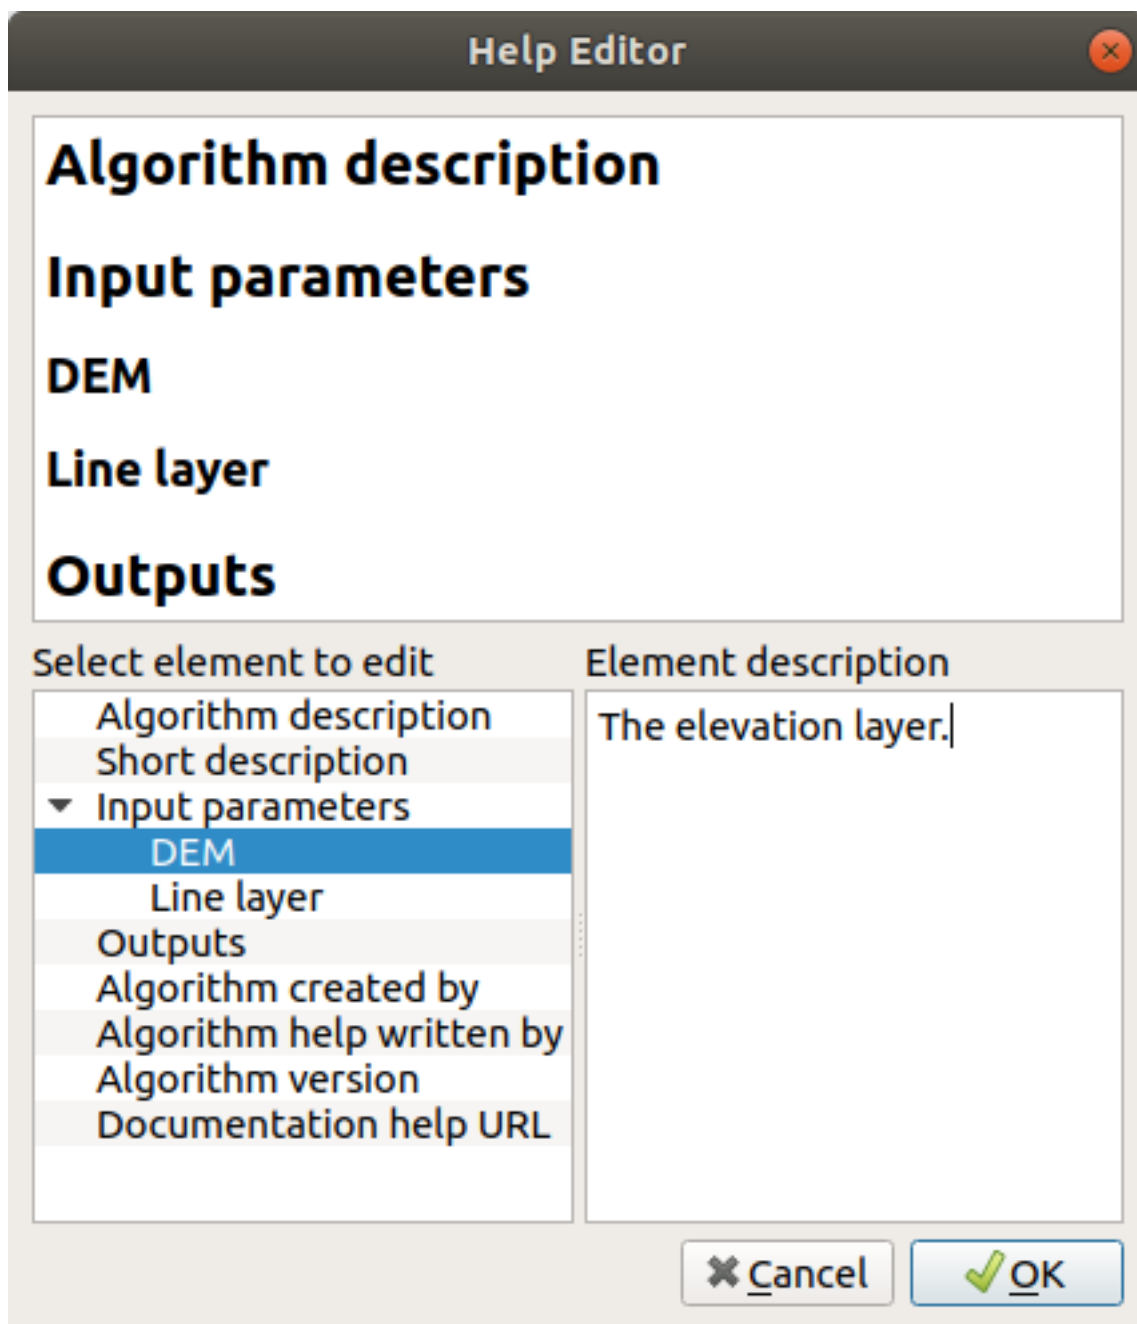 Help Editor
Algorithm description
Input parameters
DEM
Line layer
Outputs
Select element to edit
Algorithm description
Short description
Input parameters
DEM
Line layer
Outputs
Algorithm created by
Algorithm help written by
Algorithm version
Documentation help URL
Element description
The elevation layer.
Cancel
OK